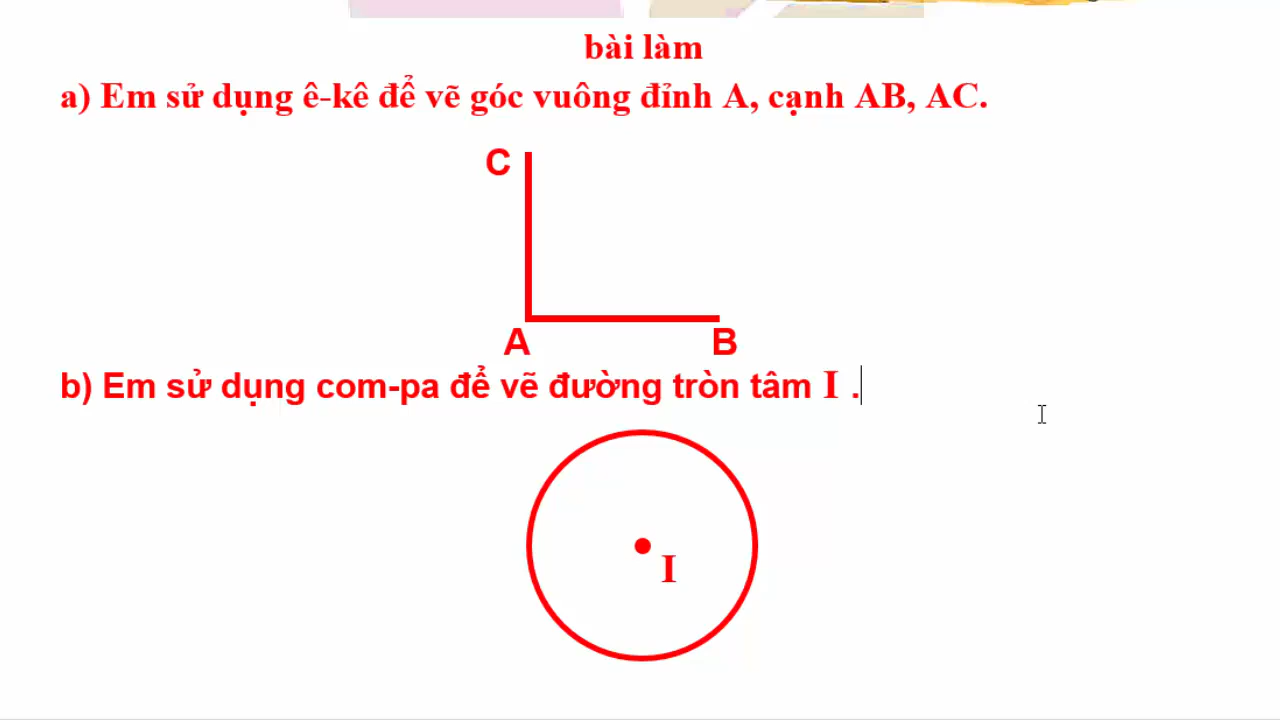 bài làm
a) Em sử dụng ê-kê để vẽ góc vuông đỉnh A, cạnh AB, AC.
C
A B
b) Em sử dụng com-pa để vẽ đường tròn tâm I .
I